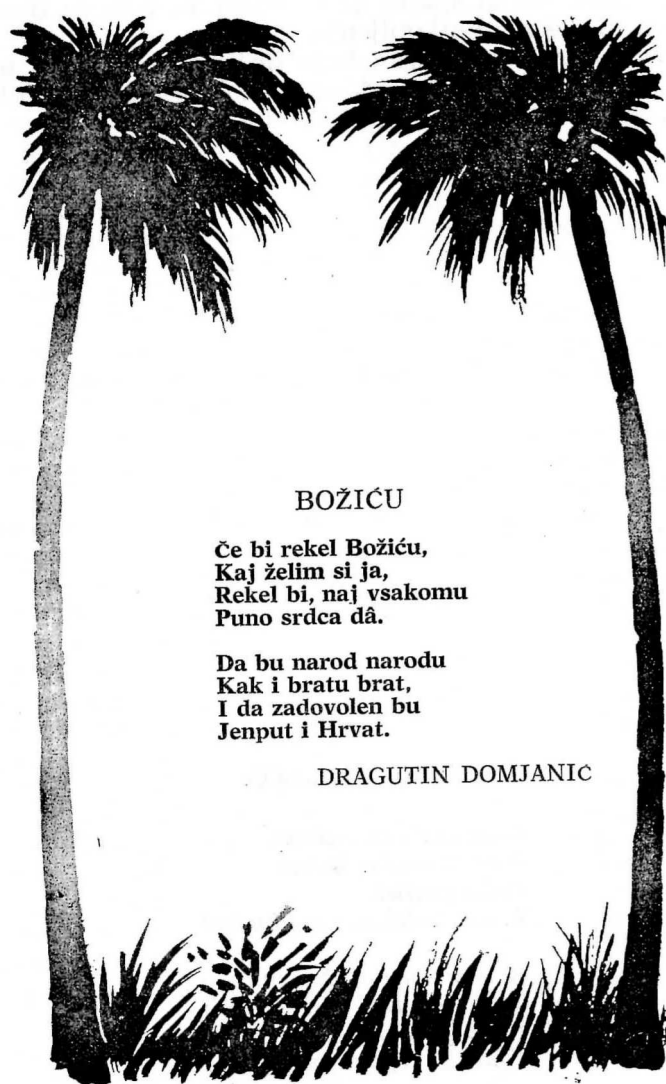 BOŽIĆU
Če bi rekel Božiću,
Kaj želim si ja,
Rekel bi, naj vsakomu
Puno srdca dâ.
Da bu narod narodu
Kak i bratu brat,
I da zadovolen bu
Jenput i Hrvat.
DRAGUTIN DOMJANIĆ